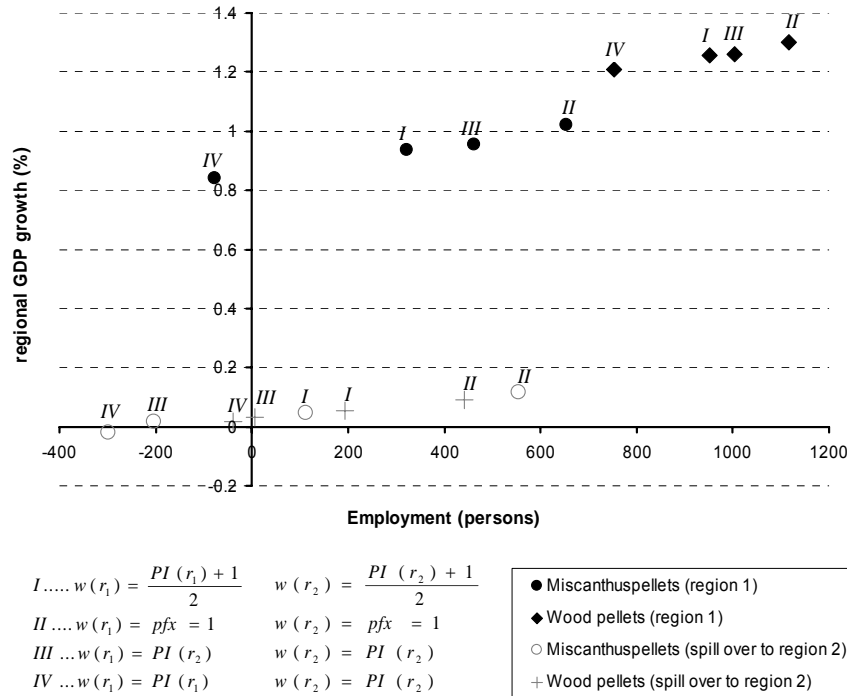 1.4
II
I III
IV
1.2
II
1
I III
IV
0.8
regional GDP growth (%)
0.6
0.4
0.2
II
I I II
IV III IV III
0
-400 -200 0 200 400 600 800 1000 1200
-0.2
Employment (persons)
I ..... w(r₁) = (PI(r₁) + 1)/2 w(r₂) = (PI(r₂) + 1)/2
II .... w(r₁) = pfx = 1 w(r₂) = pfx = 1
III ... w(r₁) = PI(r₂) w(r₂) = PI(r₂)
IV ... w(r₁) = PI(r₁) w(r₂) = PI(r₂)
Miscanthuspellets (region 1)
Wood pellets (region 1)
Miscanthuspellets (spill over to region 2)
Wood pellets (spill over to region 2)